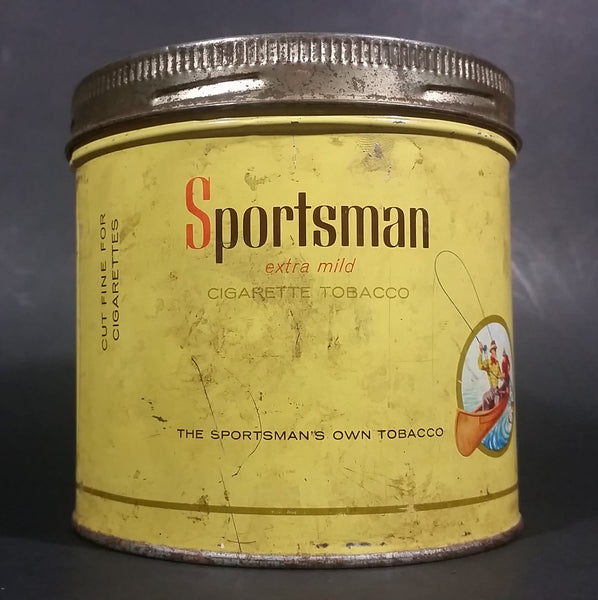 CUT FINE FOR
CIGARETTES
Sportsman
extra mild
CIGARETTE TOBACCO
THE SPORTSMAN'S OWN TOBACCO